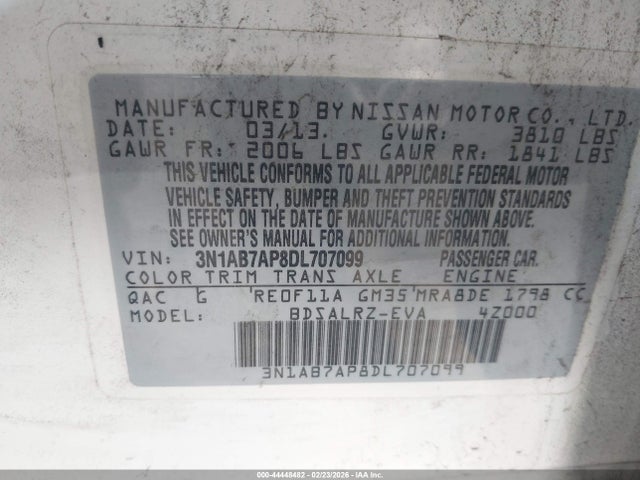 MANUFACTURED BY NISSAN MOTOR CO., LTD.
DATE: 03/13. GVWR: 3810 LBS
GAWR FR: 2006 LBS GAWR RR: 1841 LBS
THIS VEHICLE CONFORMS TO ALL APPLICABLE FEDERAL MOTOR
VEHICLE SAFETY, BUMPER AND THEFT PREVENTION STANDARDS
IN EFFECT ON THE DATE OF MANUFACTURE SHOWN ABOVE.
SEE OWNER'S MANUAL FOR ADDITIONAL INFORMATION.
VIN: 3N1AB7AP8DL707099 PASSENGER CAR.
COLOR TRIM TRANS AXLE ENGINE
QAC G RE0F11A GM35 MRA8DE 1798 CC
MODEL: BDSALRZ-EVA 4Z000
3N1AB7AP8DL707099
000-44448482 - 02/23/2026 - IAAI.COM